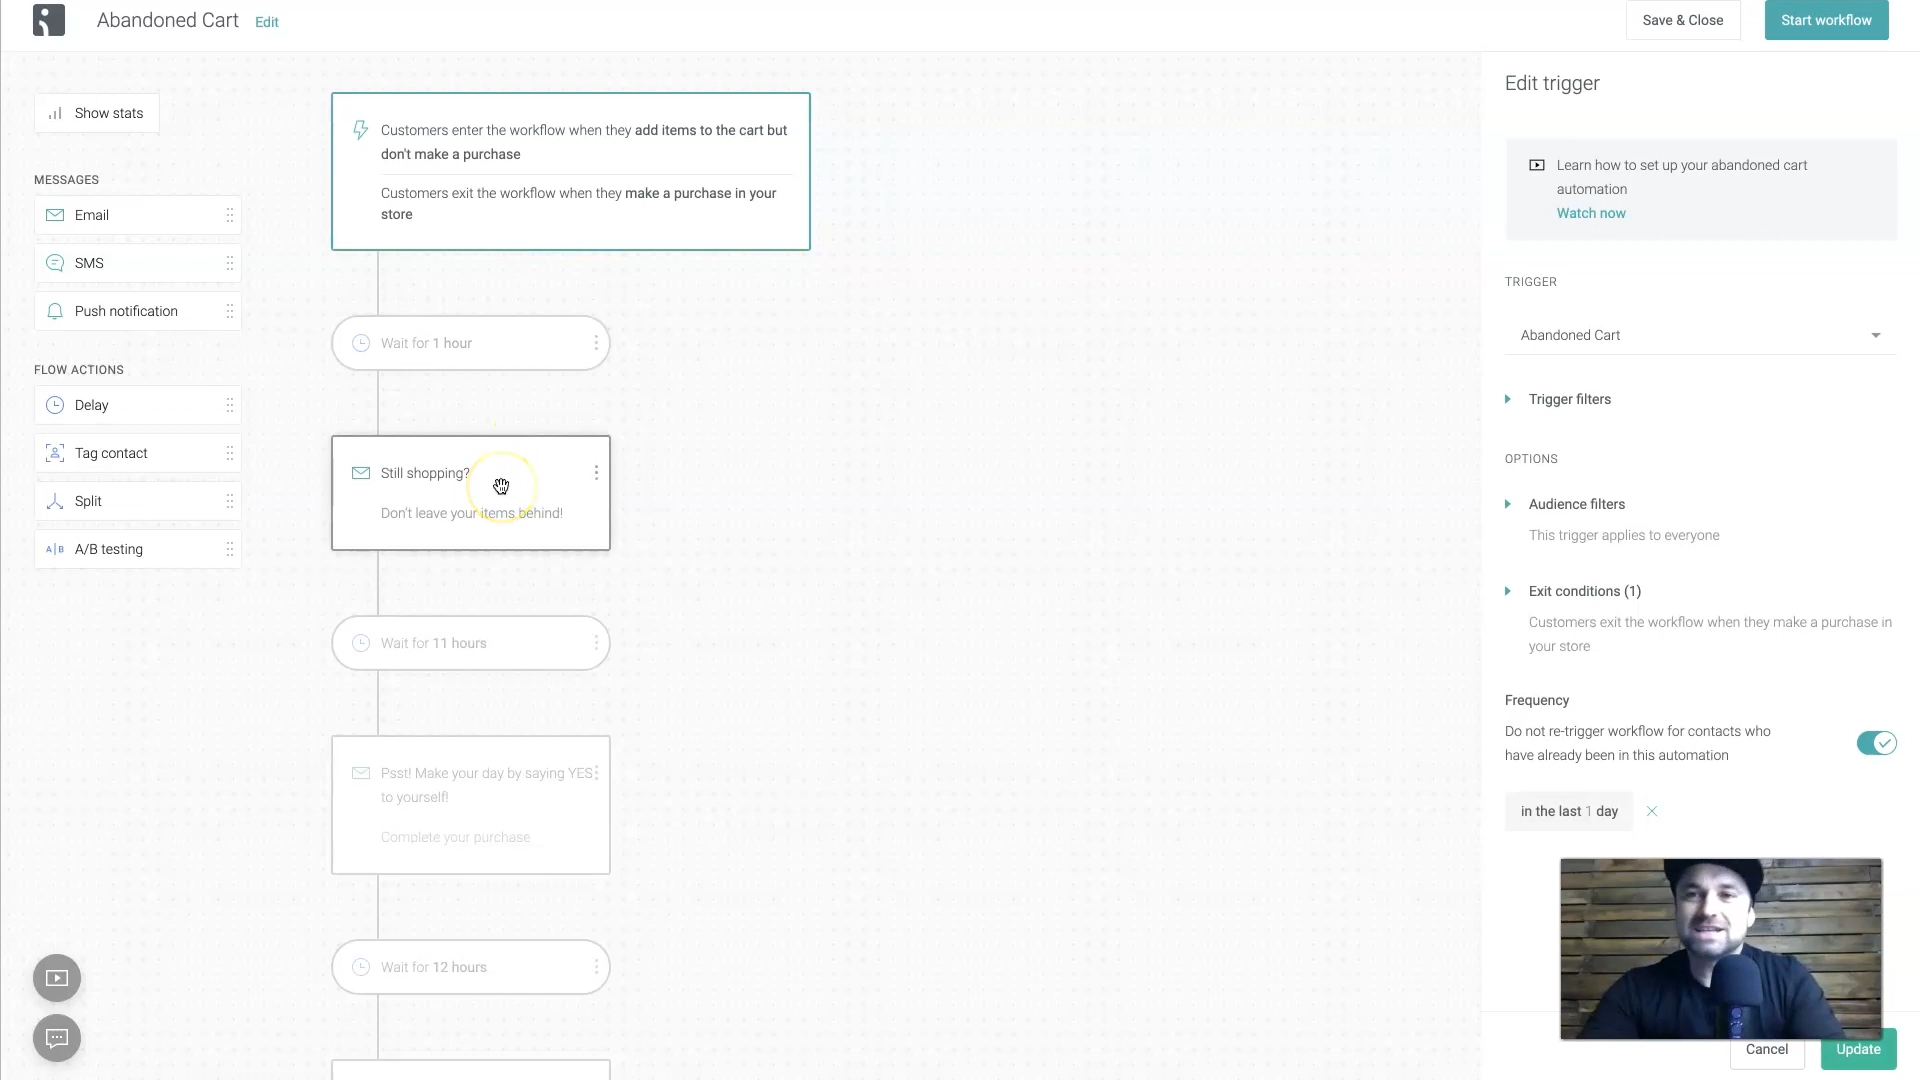 Abandoned Cart Edit
Save & Close
Start workflow
Show stats
MESSAGES
Email
SMS
Push notification
FLOW ACTIONS
Delay
Tag contact
Split
A|B A/B testing
Customers enter the workflow when they add items to the cart but
don't make a purchase
Customers exit the workflow when they make a purchase in your
store
Wait for 1 hour
Still shopping?
Don't leave your items behind!
Wait for 11 hours
Psst! Make your day by saying YES
to yourself!
Complete your purchase
Wait for 12 hours
Edit trigger
Learn how to set up your abandoned cart
automation
Watch now
TRIGGER
Abandoned Cart
Trigger filters
OPTIONS
Audience filters
This trigger applies to everyone
Exit conditions (1)
Customers exit the workflow when they make a purchase in
your store
Frequency
Do not re-trigger workflow for contacts who
have already been in this automation
in the last 1 day
Cancel
Update